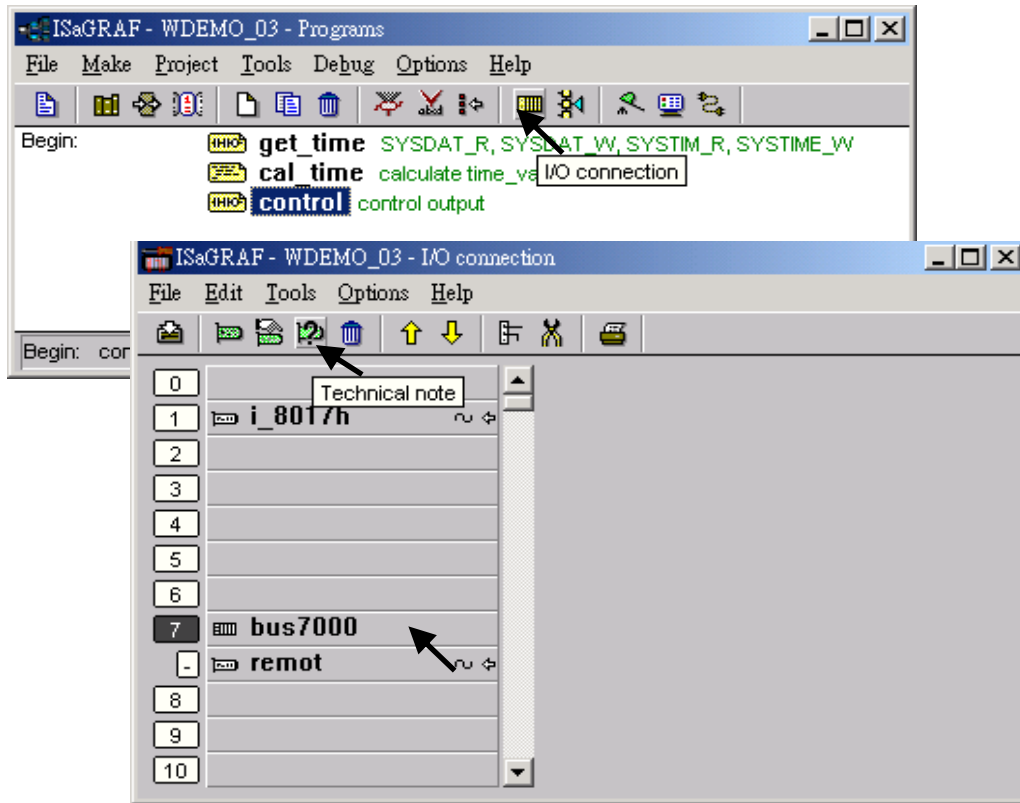 ISaGRAF - WDEMO_03 - Programs
File Make Project Tools Debug Options Help
Begin:
get_time SYSDAT_R, SYSDAT_W, SYSTIM_R, SYSTIME_W
cal_time calculate time_va
I/O connection
control control output
Begin: cor
ISaGRAF - WDEMO_03 - I/O connection
File Edit Tools Options Help
Technical note
0
1 i_8017h
2
3
4
5
6
7 bus7000
- remot
8
9
10